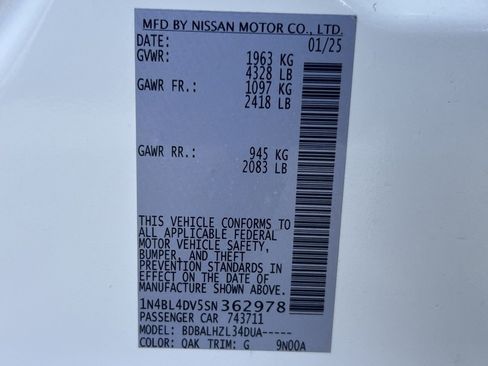 MFD BY NISSAN MOTOR CO., LTD.
DATE: 01/25
GVWR: 1963 KG
4328 LB
GAWR FR.: 1097 KG
2418 LB
GAWR RR.: 945 KG
2083 LB
THIS VEHICLE CONFORMS TO
ALL APPLICABLE FEDERAL
MOTOR VEHICLE SAFETY,
BUMPER, AND THEFT
PREVENTION STANDARDS IN
EFFECT ON THE DATE OF
MANUFACTURE SHOWN ABOVE.
1N4BL4DV5SN362978
PASSENGER CAR 743711
MODEL: BDBALHZL34DUA-----
COLOR: QAK TRIM: G 9N00A